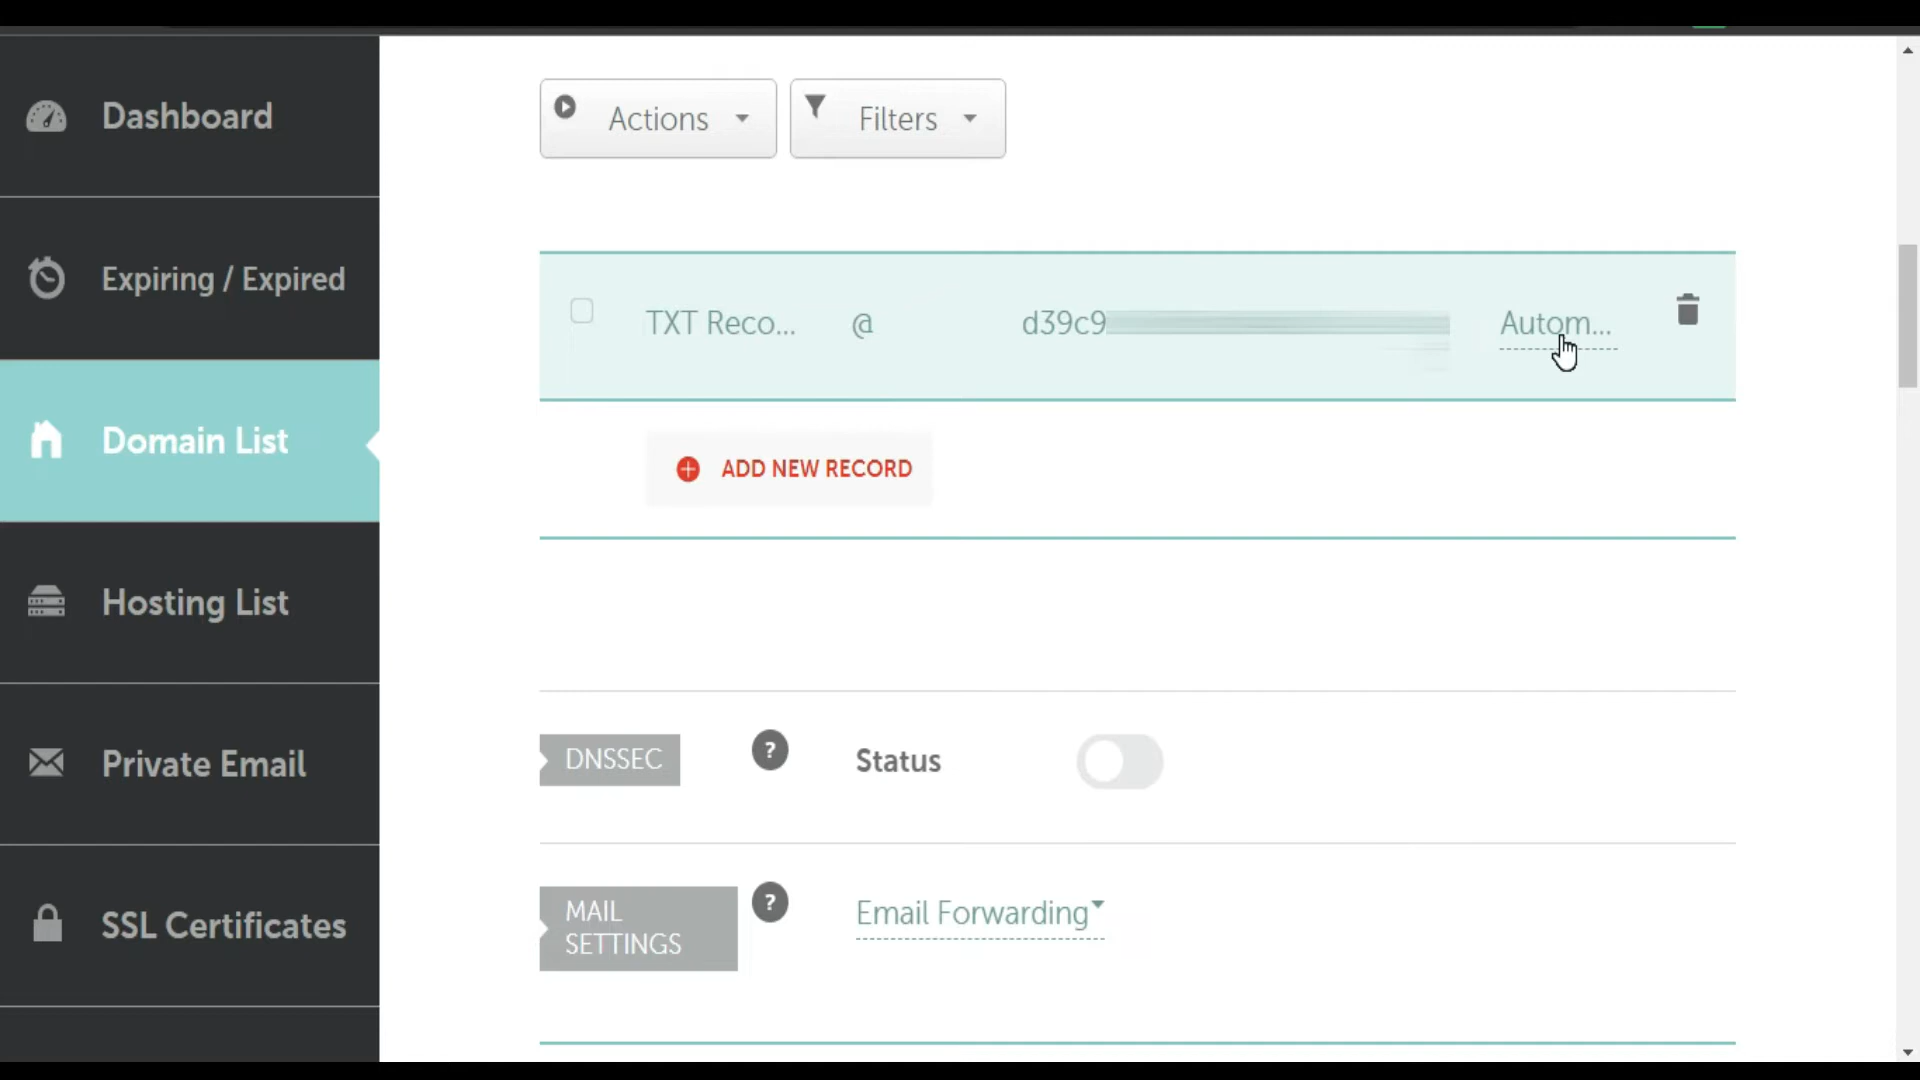 Dashboard
Expiring / Expired
Domain List
Hosting List
Private Email
SSL Certificates
Actions
Filters
TXT Reco... @ d39c9 Autom...
ADD NEW RECORD
DNSSEC ? Status
MAIL
SETTINGS
? Email Forwarding